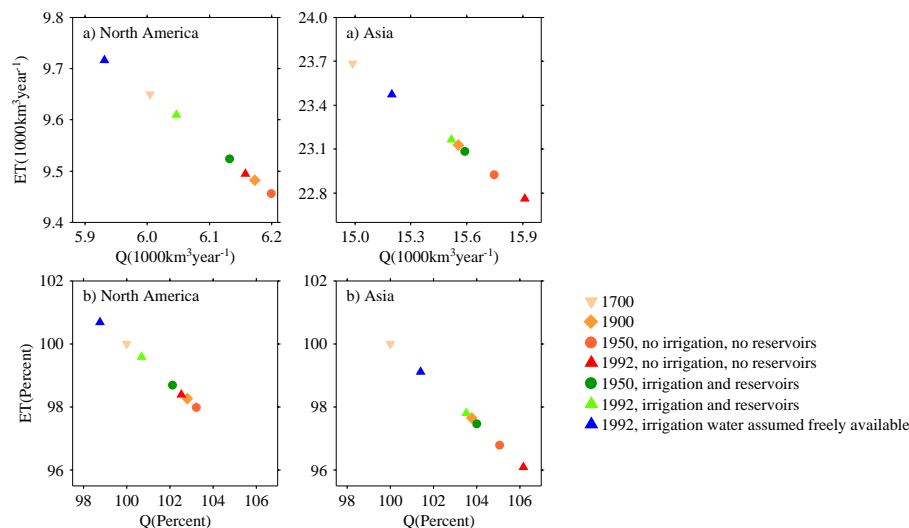 a) North America
9.8
9.7
9.6
9.5
9.4
ET(1000km³year⁻¹)
5.9 6.0 6.1 6.2
Q(1000km³year⁻¹)
a) Asia
24.0
23.7
23.4
23.1
22.8
15.0 15.3 15.6 15.9
Q(1000km³year⁻¹)
b) North America
102
100
98
96
ET(Percent)
98 100 102 104 106
Q(Percent)
b) Asia
102
100
98
96
98 100 102 104 106
Q(Percent)
1700
1900
1950, no irrigation, no reservoirs
1992, no irrigation, no reservoirs
1950, irrigation and reservoirs
1992, irrigation and reservoirs
1992, irrigation water assumed freely available